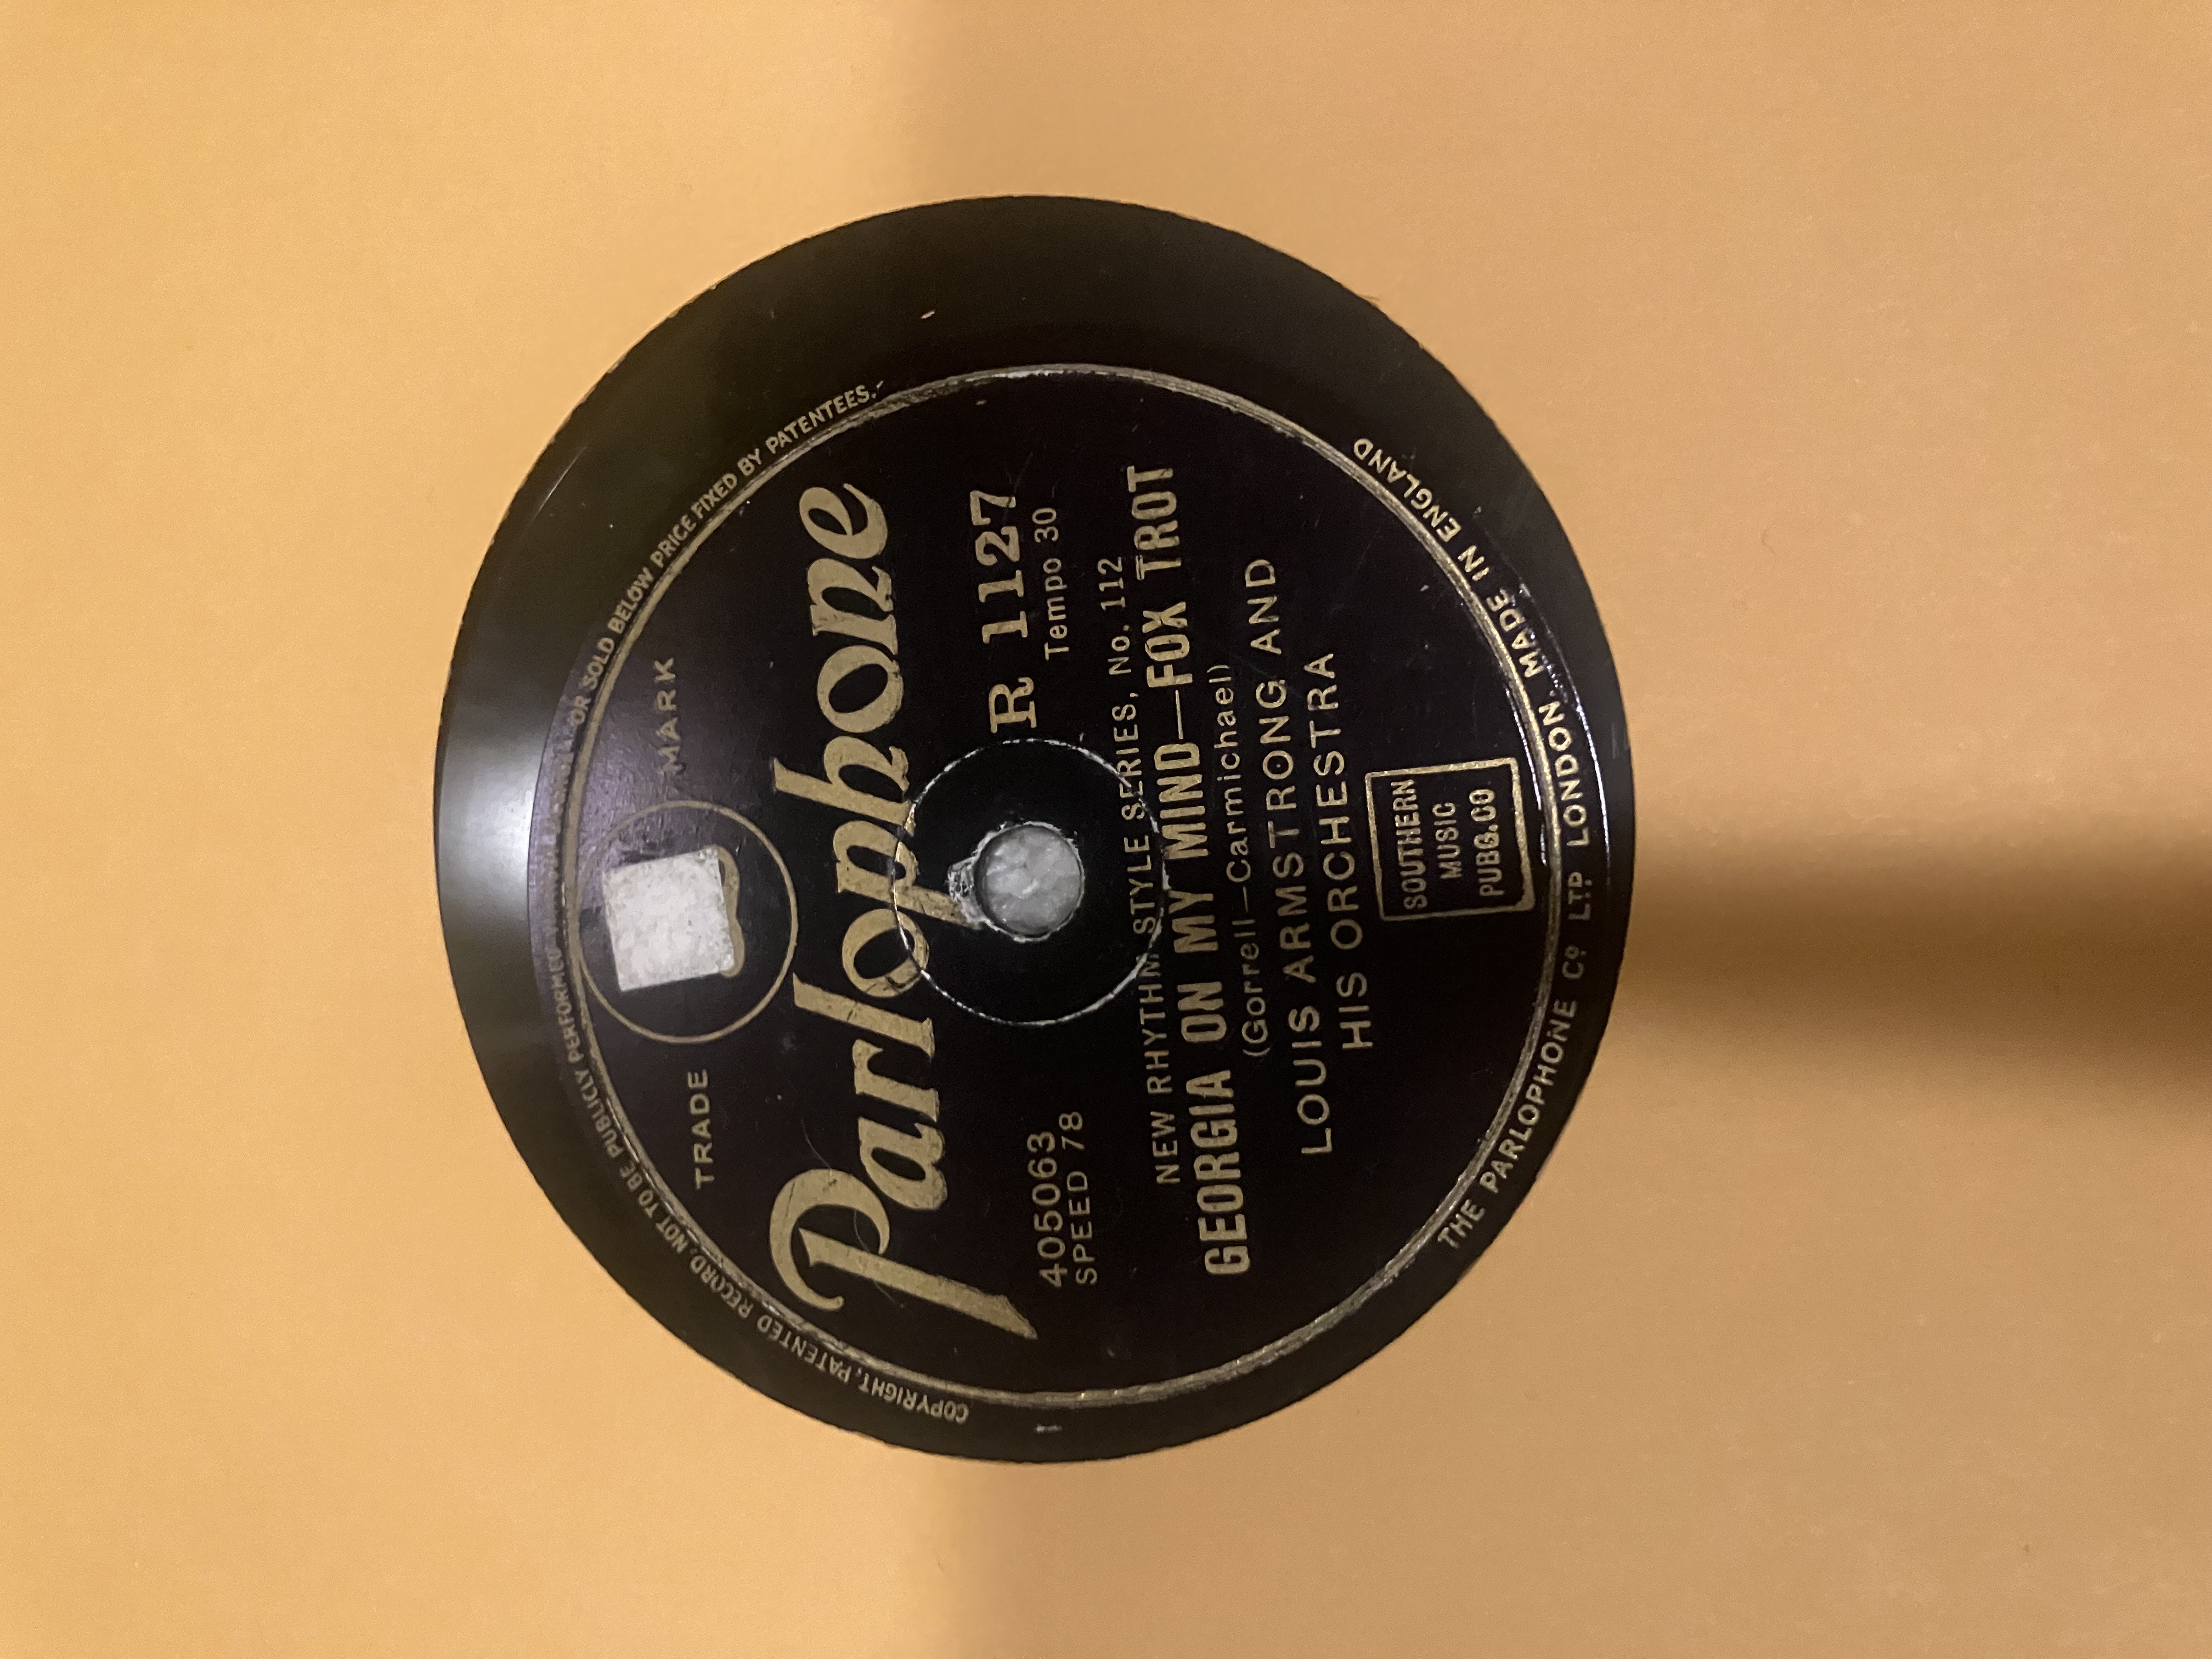 COPYRIGHT, PATENTED RECORD, NOT TO BE PUBLICLY PERFORMED OR SOLD BELOW PRICE FIXED BY PATENTEES.
TRADE MARK
Parlophone
405063
SPEED 78
R 1127
Tempo 30
NEW RHYTHM STYLE SERIES, No. 112
GEORGIA ON MY MIND—FOX TROT
(Gorrell—Carmichael)
LOUIS ARMSTRONG AND
HIS ORCHESTRA
SOUTHERN
MUSIC
PUBG.CO
THE PARLOPHONE Co LTD LONDON. MADE IN ENGLAND